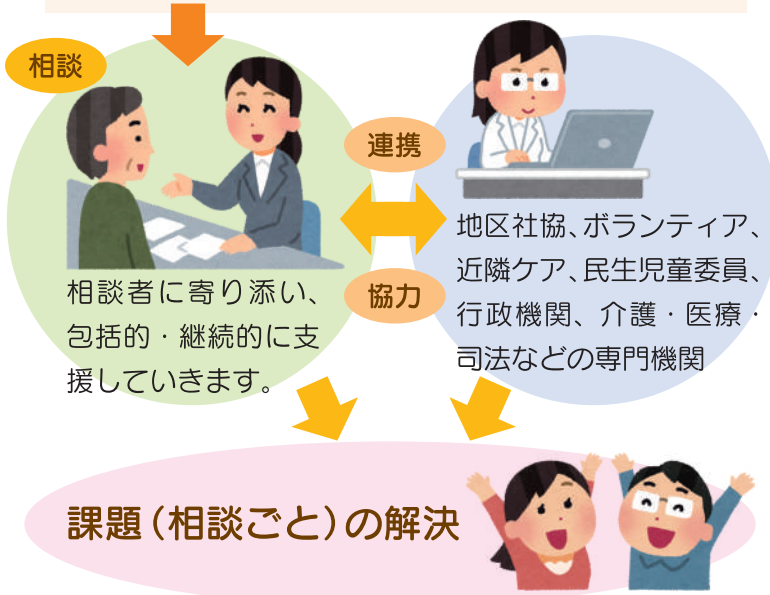 相談
相談者に寄り添い、
包括的・継続的に支
援していきます。
連携
協力
地区社協、ボランティア、
近隣ケア、民生児童委員、
行政機関、介護・医療・
司法などの専門機関
課題（相談ごと）の解決